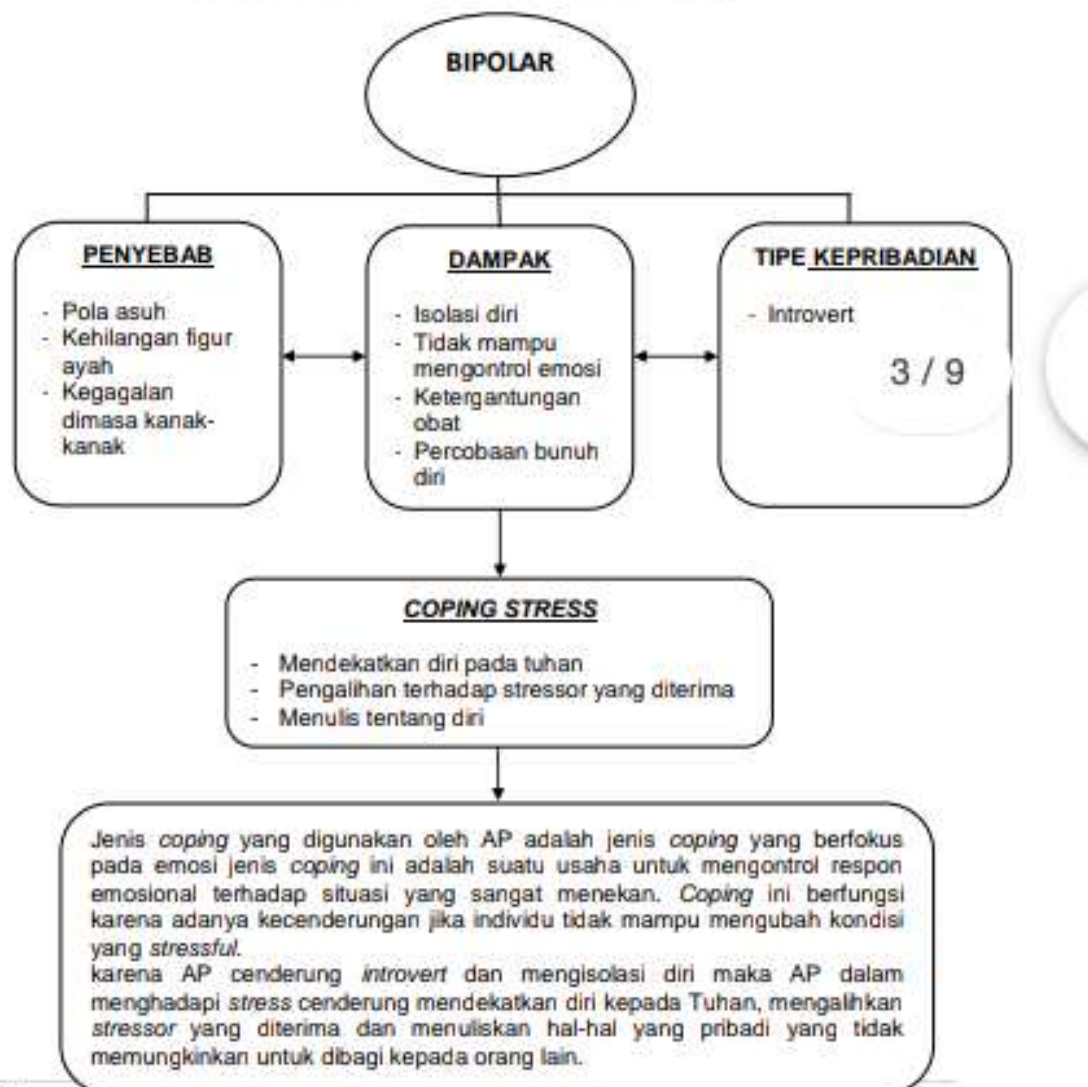 BIPOLAR
PENYEBAB
- Pola asuh
- Kehilangan figur
ayah
- Kegagalan
dimasa kanak-
kanak
DAMPAK
- Isolasi diri
- Tidak mampu
mengontrol emosi
- Ketergantungan
obat
- Percobaan bunuh
diri
TIPE KEPRIBADIAN
- Introvert
3 / 9
COPING STRESS
- Mendekatkan diri pada tuhan
- Pengalihan terhadap stressor yang diterima
- Menulis tentang diri
Jenis coping yang digunakan oleh AP adalah jenis coping yang berfokus
pada emosi jenis coping ini adalah suatu usaha untuk mengontrol respon
emosional terhadap situasi yang sangat menekan. Coping ini berfungsi
karena adanya kecenderungan jika individu tidak mampu mengubah kondisi
yang stressful.
karena AP cenderung introvert dan mengisolasi diri maka AP dalam
menghadapi stress cenderung mendekatkan diri kepada Tuhan, mengalihkan
stressor yang diterima dan menuliskan hal-hal yang pribadi yang tidak
memungkinkan untuk dibagi kepada orang lain.